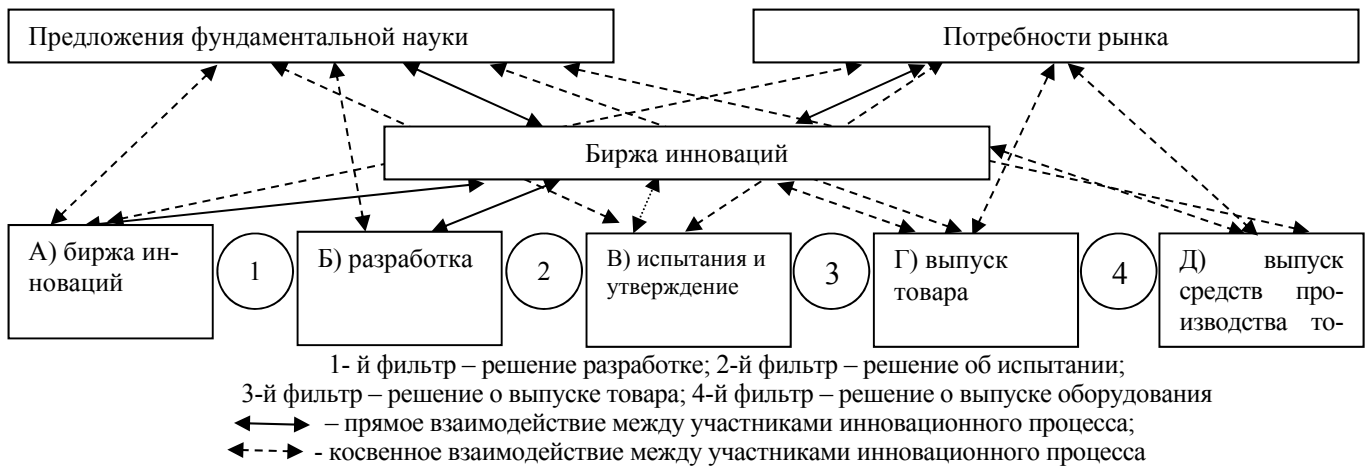 Предложения фундаментальной науки
Потребности рынка
Биржа инноваций
А) биржа ин-
новаций
1
Б) разработка
2
В) испытания и
утверждение
3
Г) выпуск
товара
4
Д) выпуск
средств про-
изводства то-
1- й фильтр – решение разработке; 2-й фильтр – решение об испытании;
3-й фильтр – решение о выпуске товара; 4-й фильтр – решение о выпуске оборудования
– прямое взаимодействие между участниками инновационного процесса;
- косвенное взаимодействие между участниками инновационного процесса